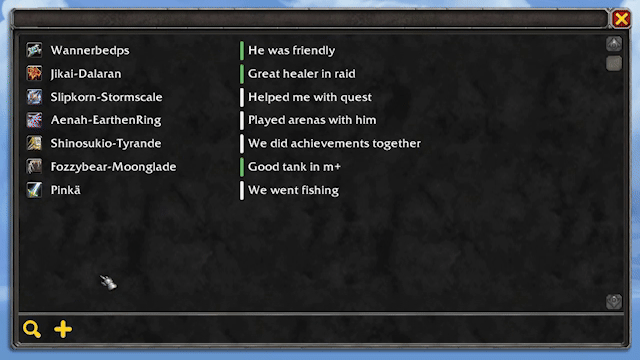 Wannerbedps He was friendly
Jikai-Dalaran Great healer in raid
Slipkorn-Stormscale Helped me with quest
Aenah-EarthenRing Played arenas with him
Shinosukio-Tyrande We did achievements together
Fozzybear-Moonglade Good tank in m+
Pinkä We went fishing